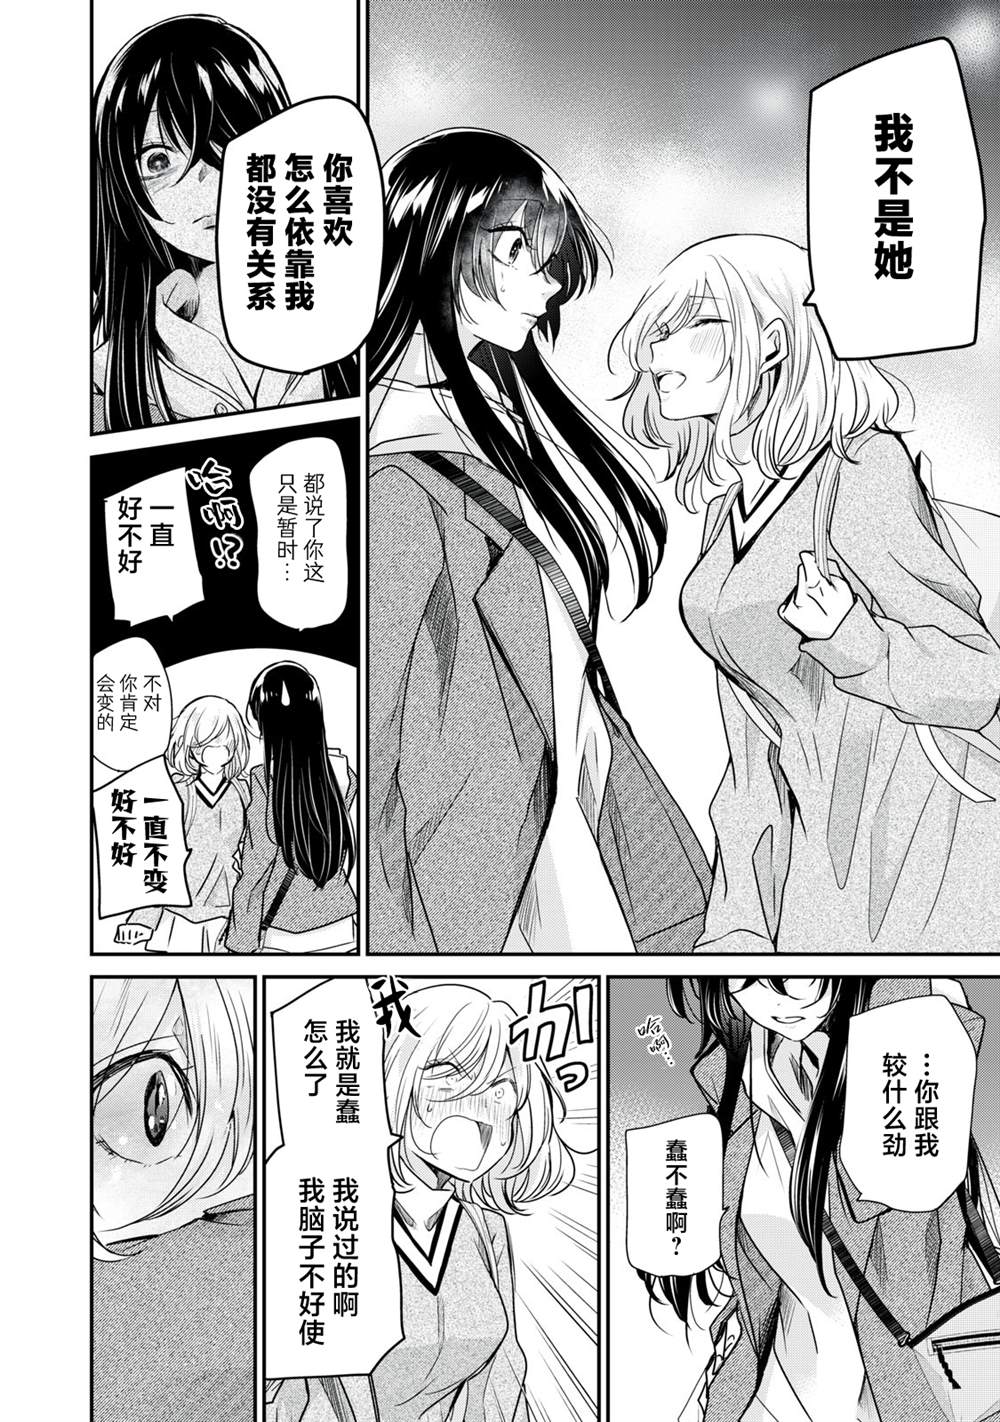 我不是她
你喜欢
怎么依靠我
都没有关系
都说了你这
只是暂时…
哈啊!?
一直
好不好
不对
你肯定
会变的
一直不变
好不好
…你跟我
较什么劲
哈啊…
蠢不蠢啊?
カーっ
我
我就是蠢
怎么了
我说过的啊
我脑子不好使